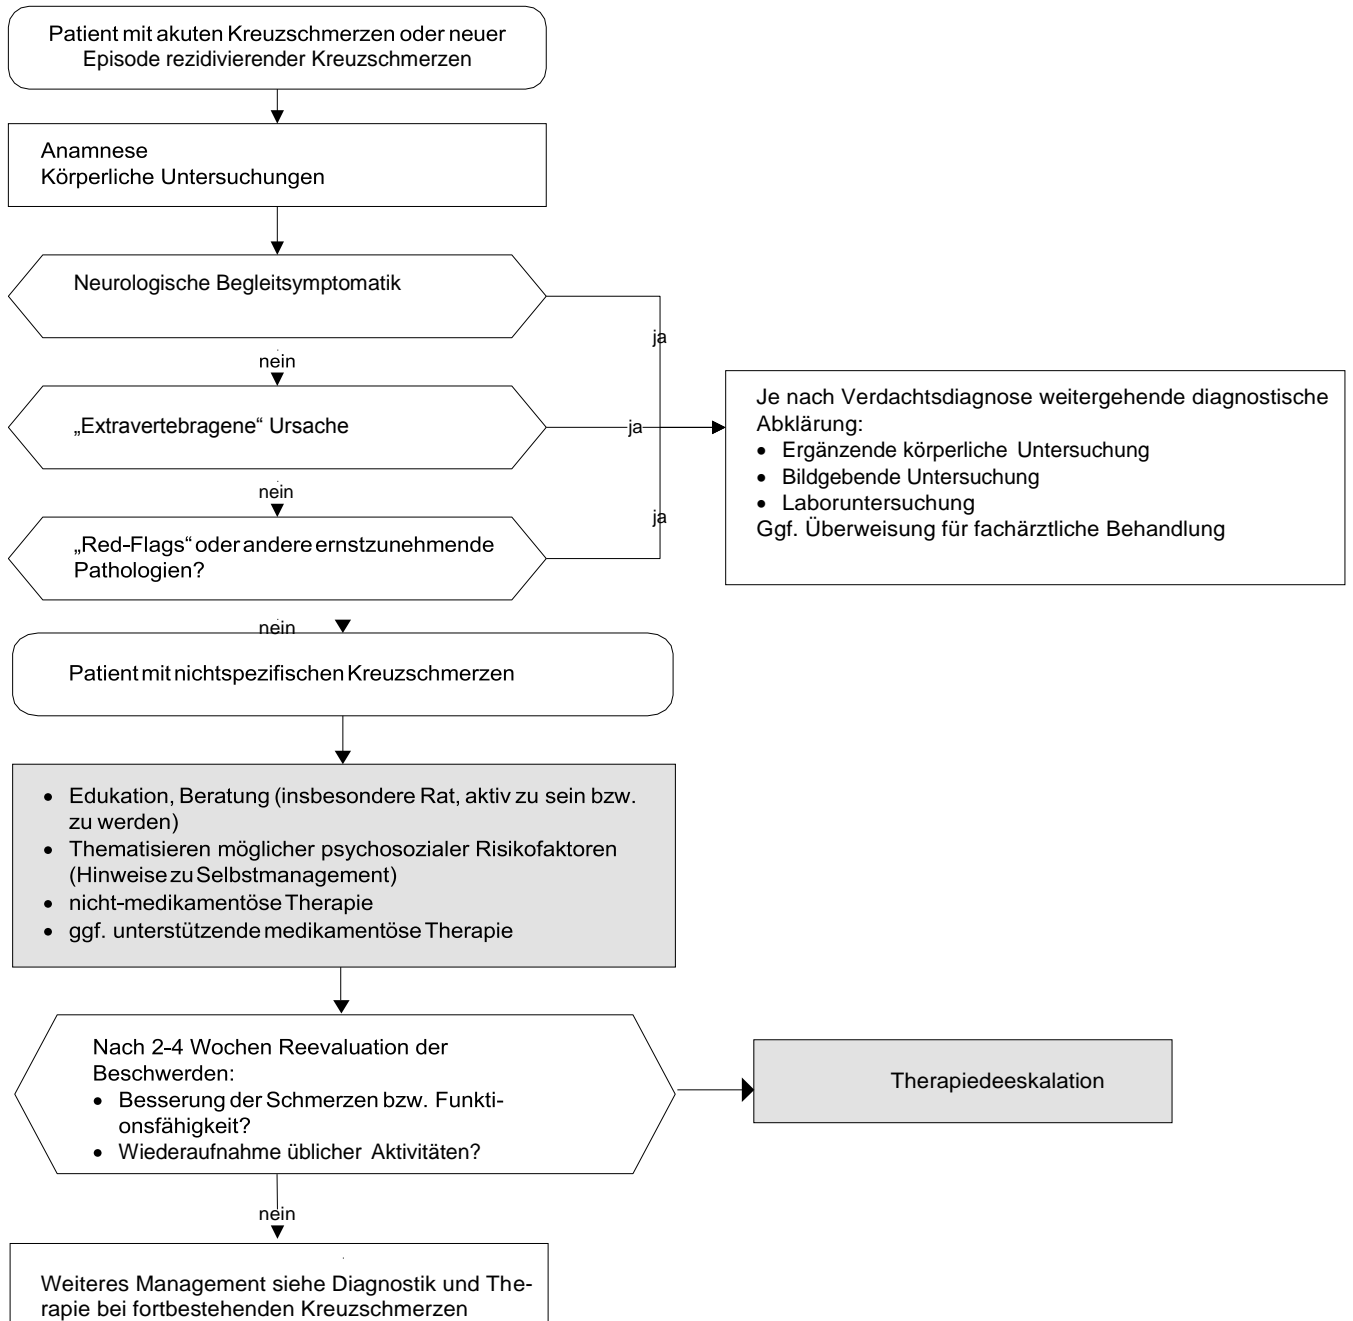 Patient mit akuten Kreuzschmerzen oder neuer
Episode rezidivierender Kreuzschmerzen
Anamnese
Körperliche Untersuchungen
Neurologische Begleitsymptomatik
ja
nein
„Extravertebragene“ Ursache
ja
Je nach Verdachtsdiagnose weitergehende diagnostische
Abklärung:
• Ergänzende körperliche Untersuchung
• Bildgebende Untersuchung
• Laboruntersuchung
Ggf. Überweisung für fachärztliche Behandlung
nein
ja
„Red-Flags“ oder andere ernstzunehmende
Pathologien?
nein
Patient mit nichtspezifischen Kreuzschmerzen
• Edukation, Beratung (insbesondere Rat, aktiv zu sein bzw.
zu werden)
• Thematisieren möglicher psychosozialer Risikofaktoren
(Hinweise zu Selbstmanagement)
• nicht-medikamentöse Therapie
• ggf. unterstützende medikamentöse Therapie
Nach 2-4 Wochen Reevaluation der
Beschwerden:
• Besserung der Schmerzen bzw. Funkti-
onsfähigkeit?
• Wiederaufnahme üblicher Aktivitäten?
Therapiedeeskalation
nein
Weiteres Management siehe Diagnostik und The-
rapie bei fortbestehenden Kreuzschmerzen